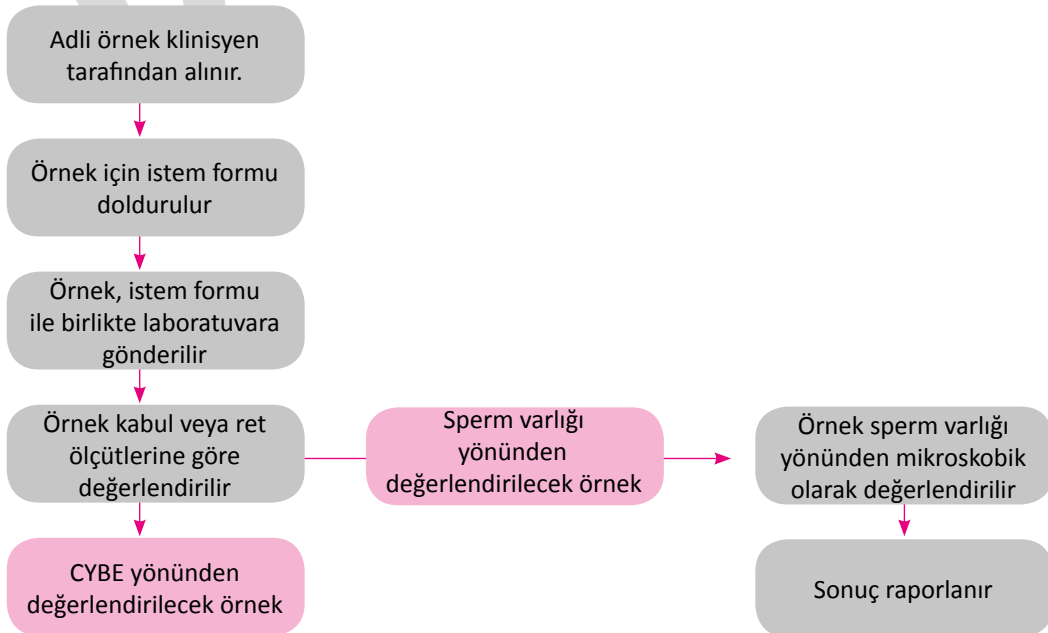 Adli örnek klinisyen
tarafından alınır.
Örnek için istem formu
doldurulur
Örnek, istem formu
ile birlikte laboratuvara
gönderilir
Örnek kabul veya ret
ölçütlerine göre
değerlendirilir
Sperm varlığı
yönünden
değerlendirilecek örnek
Örnek sperm varlığı
yönünden mikroskobik
olarak değerlendirilir
CYBE yönünden
değerlendirilecek örnek
Sonuç raporlanır